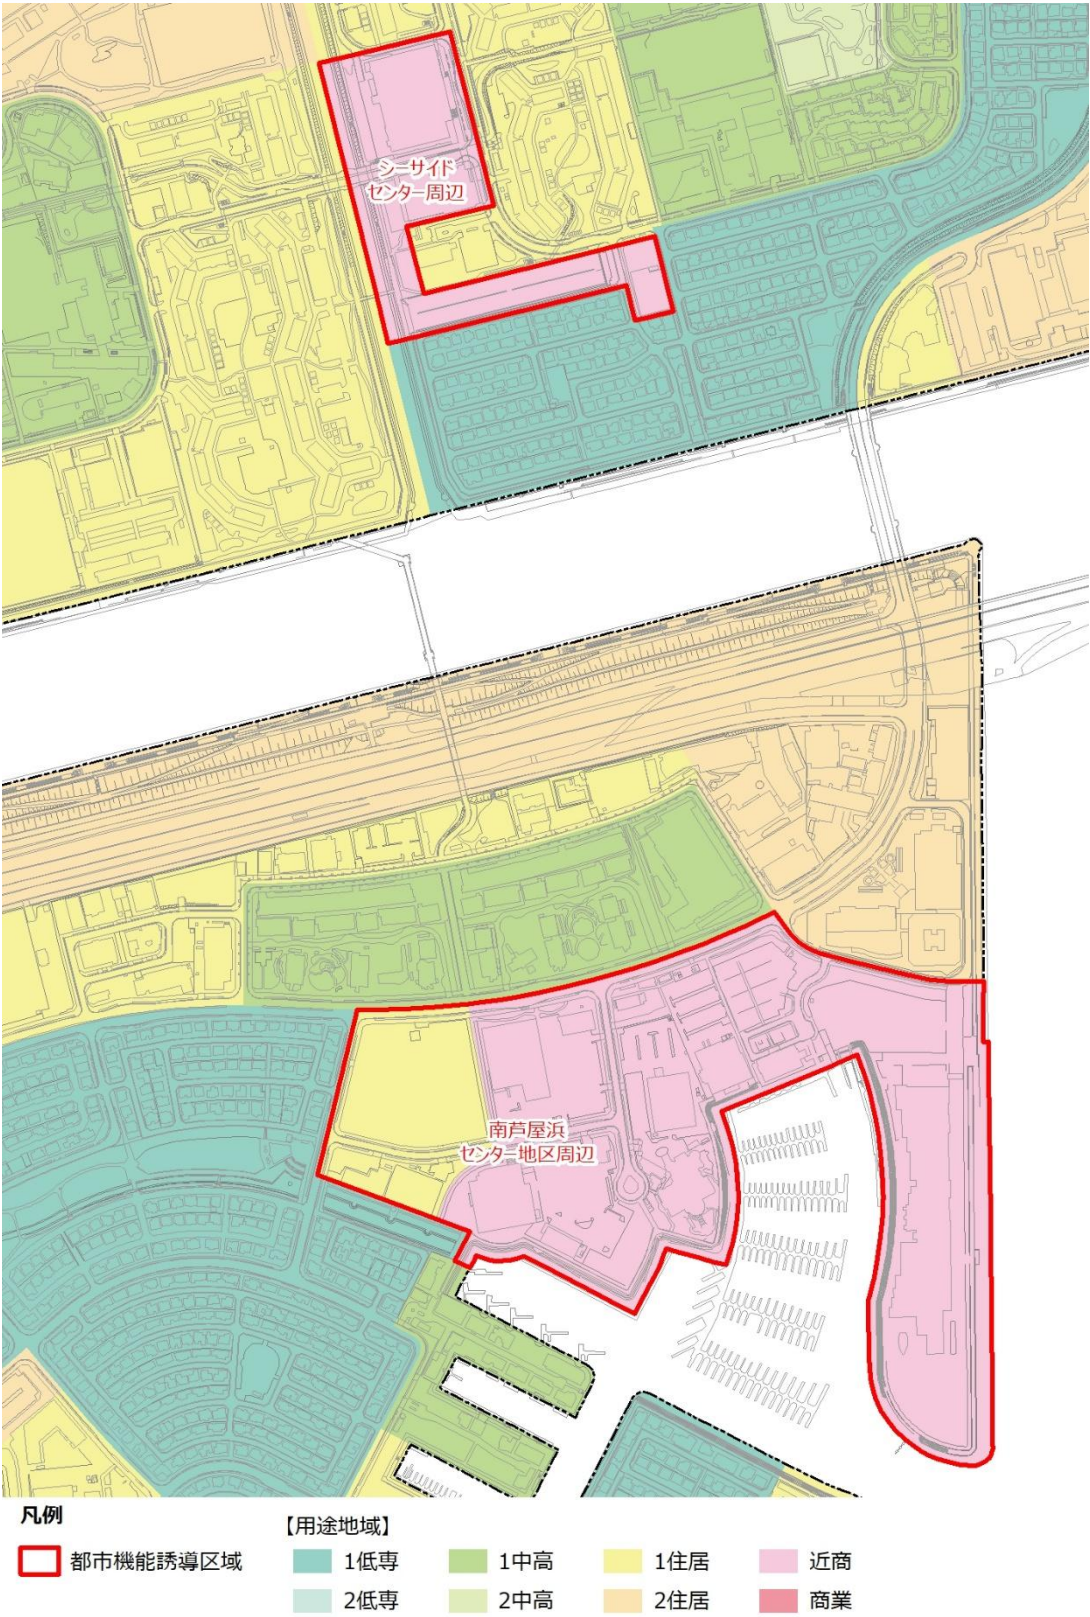 シーサイド
センター周辺
南芦屋浜
センター地区周辺
凡例
【用途地域】
都市機能誘導区域
1低専
1中高
1住居
近商
2低専
2中高
2住居
商業